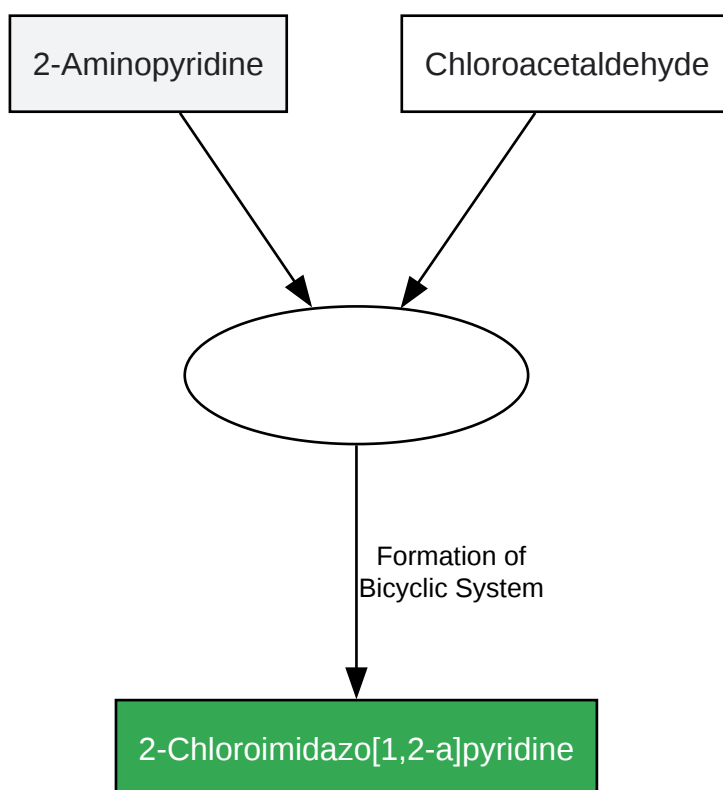 2-Aminopyridine
Chloroacetaldehyde
Formation of
Bicyclic System
2-Chloroimidazo[1,2-a]pyridine